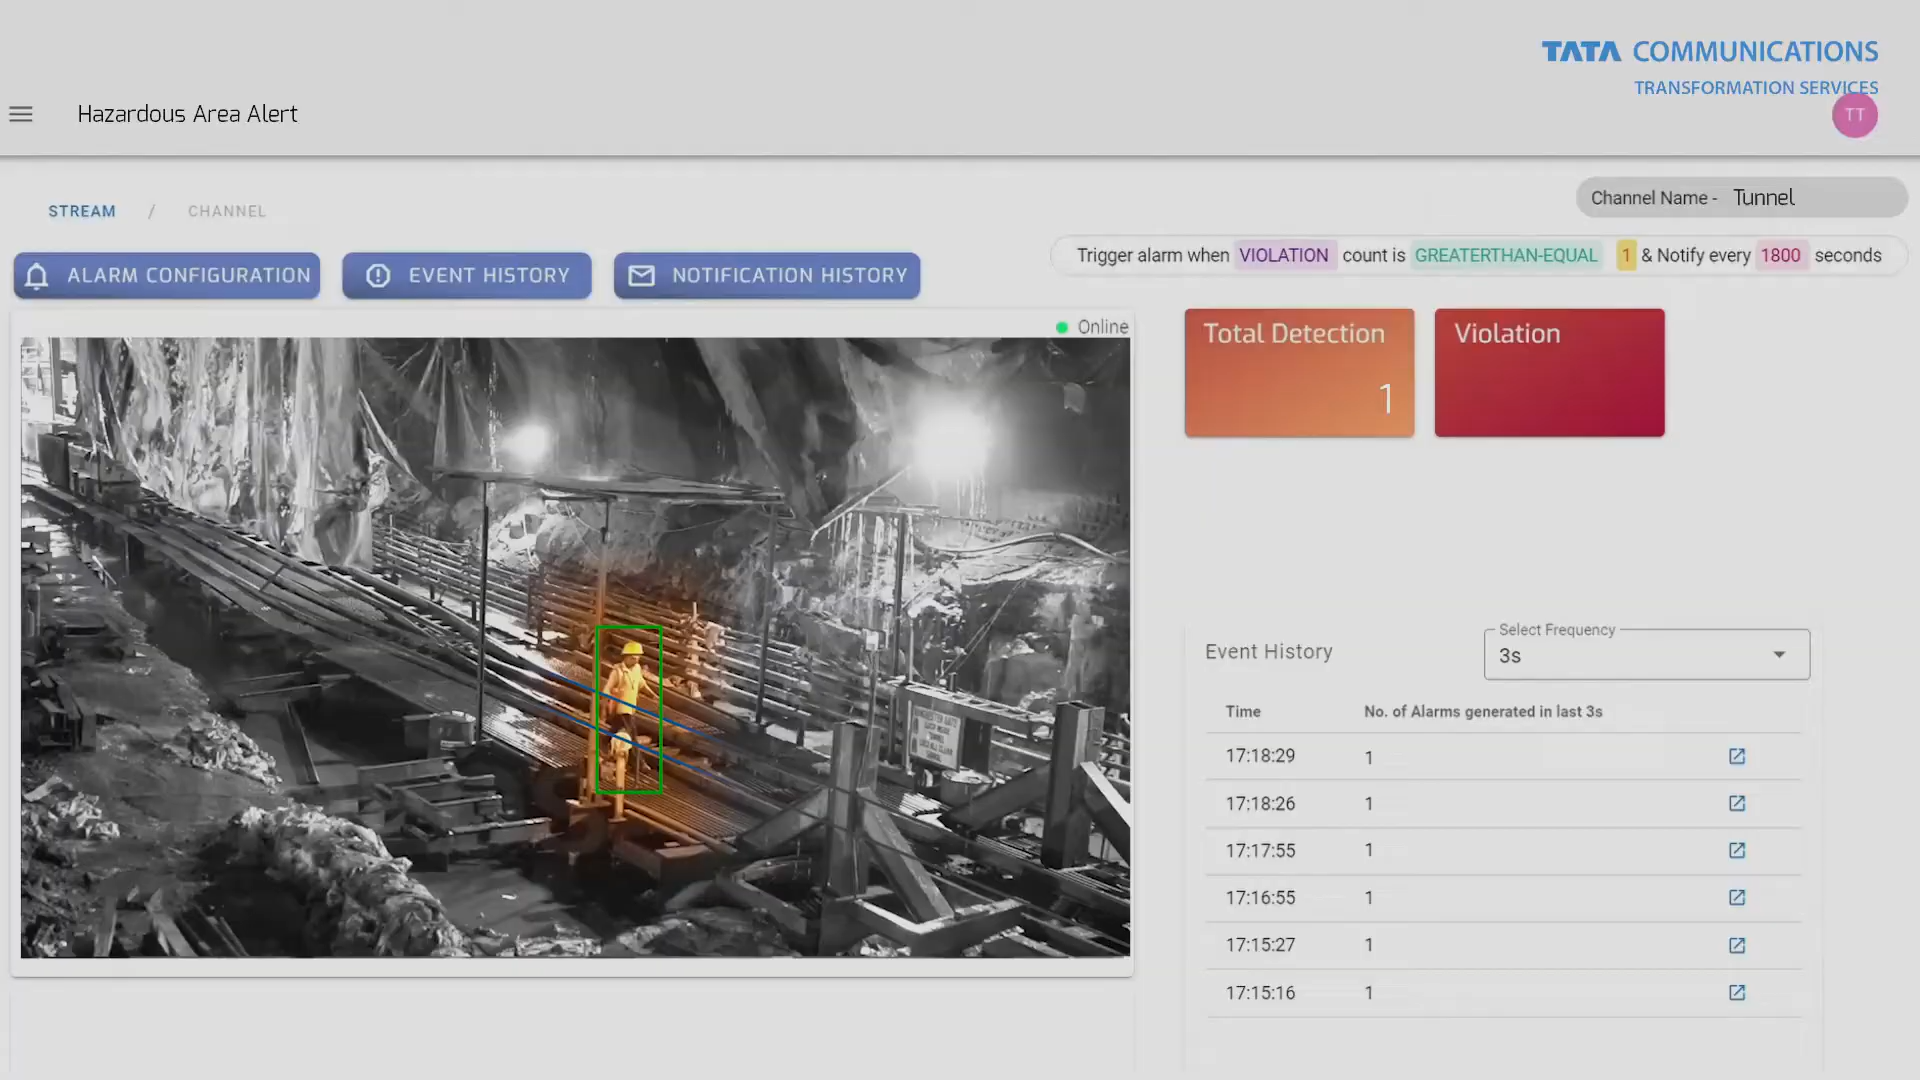 TATA COMMUNICATIONS
TRANSFORMATION SERVICES
Hazardous Area Alert
TT
Channel Name - Tunnel
STREAM / CHANNEL
Trigger alarm when VIOLATION count is GREATERTHAN-EQUAL 1 & Notify every 1800 seconds
ALARM CONFIGURATION
EVENT HISTORY
NOTIFICATION HISTORY
Online
Total Detection
1
Violation
Event History
Select Frequency
3s
Time No. of Alarms generated in last 3s
17:18:29 1
17:18:26 1
17:17:55 1
17:16:55 1
17:15:27 1
17:15:16 1